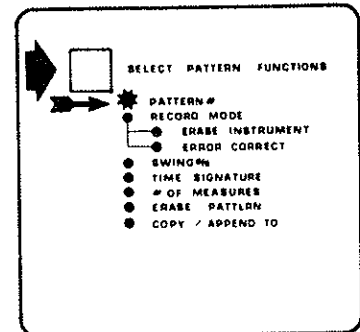 SELECT PATTERN FUNCTIONS
PATTERN#
RECORD MODE
ERASE INSTRUMENT
ERROR CORRECT
SWING%
TIME SIGNATURE
# OF MEASURES
ERASE PATTERN
COPY / APPEND TO